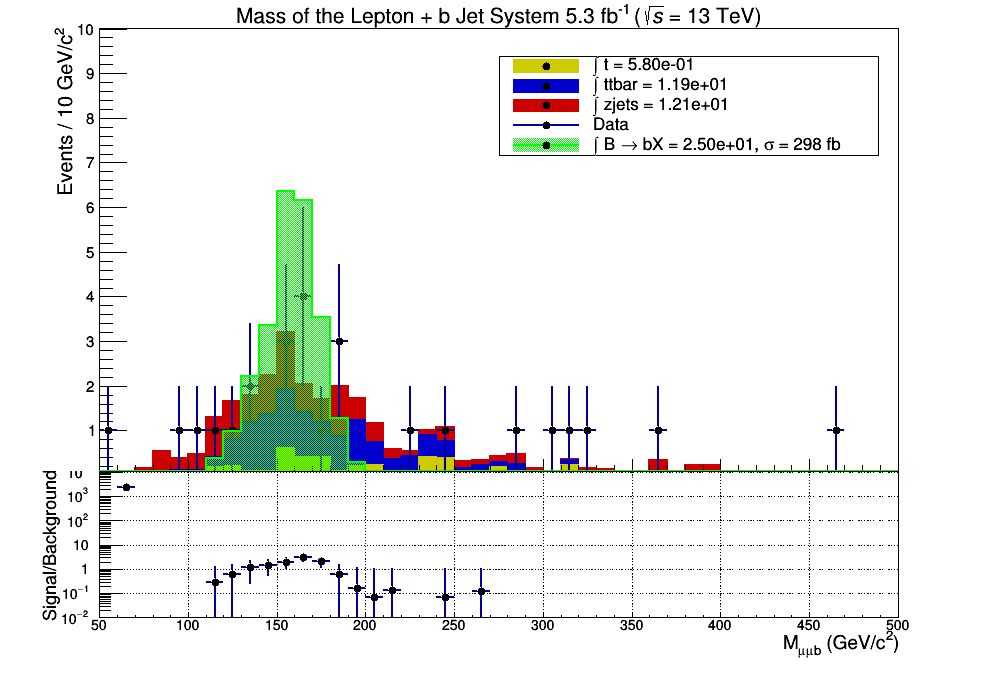 Mass of the Lepton + b Jet System 5.3 fb⁻¹ (√s = 13 TeV)
Events / 10 GeV/c²
10
9
8
7
6
5
4
3
2
1
∫ t = 5.80e-01
∫ ttbar = 1.19e+01
∫ zjets = 1.21e+01
Data
∫ B → bX = 2.50e+01, σ = 298 fb
Signal/Background
10
10³
10²
10
1
10⁻¹
10⁻²
50 100 150 200 250 300 350 400 450 500
M_μμb (GeV/c²)